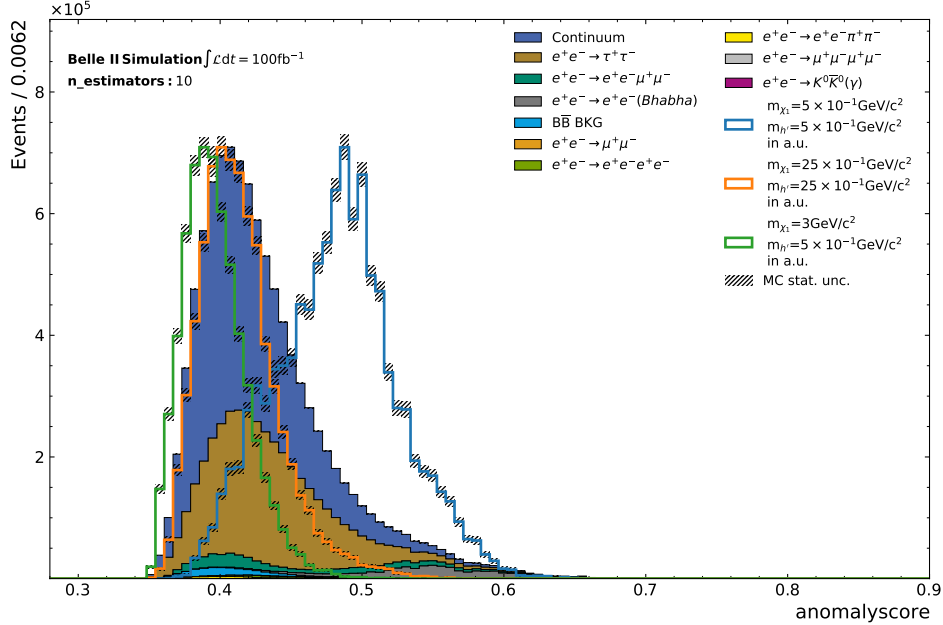 ×10⁵
Events / 0.0062
8
6
4
2
Belle II Simulation ∫ℒdt = 100fb⁻¹
n_estimators : 10
Continuum
e⁺e⁻→τ⁺τ⁻
e⁺e⁻→e⁺e⁻μ⁺μ⁻
e⁺e⁻→e⁺e⁻(Bhabha)
BB̅ BKG
e⁺e⁻→μ⁺μ⁻
e⁺e⁻→e⁺e⁻e⁺e⁻
e⁺e⁻→e⁺e⁻π⁺π⁻
e⁺e⁻→μ⁺μ⁻μ⁺μ⁻
e⁺e⁻→K⁰K̅⁰(γ)
m_χ₁=5×10⁻¹GeV/c²
m_h′=5×10⁻¹GeV/c²
in a.u.
m_χ₁=25×10⁻¹GeV/c²
m_h′=25×10⁻¹GeV/c²
in a.u.
m_χ₁=3GeV/c²
m_h′=5×10⁻¹GeV/c²
in a.u.
MC stat. unc.
0.3 0.4 0.5 0.6 0.7 0.8 0.9
anomalyscore